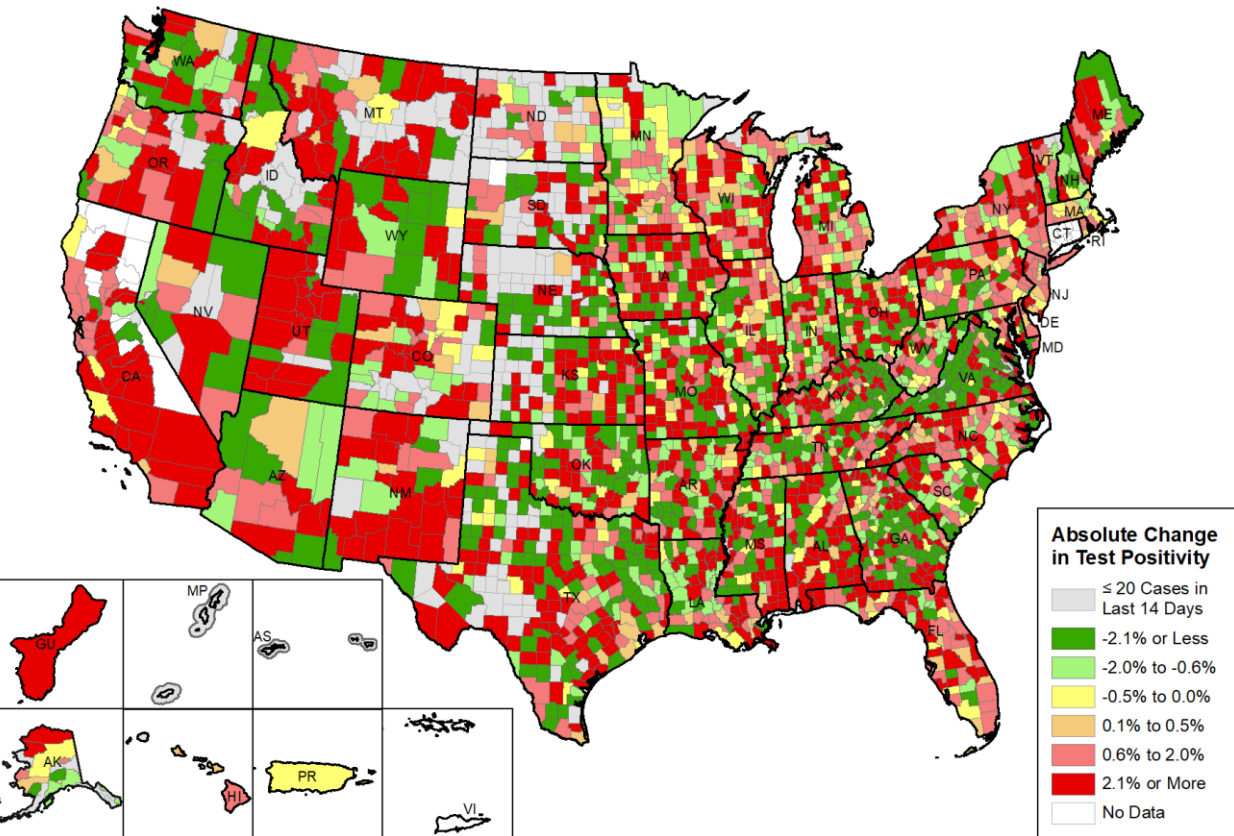 WA
MT
ND
MN
ME
OR
ID
SD
WI
VT
NH
WY
MI
NY
MA
CT
RI
IA
NE
PA
NV
UT
CO
IL
IN
OH
NJ
DE
MD
CA
KS
MO
WV
VA
KY
AZ
NM
OK
AR
TN
NC
SC
MS
AL
GA
TX
LA
FL
GU
MP
AS
AK
HI
PR
VI
Absolute Change
in Test Positivity
≤ 20 Cases in
Last 14 Days
-2.1% or Less
-2.0% to -0.6%
-0.5% to 0.0%
0.1% to 0.5%
0.6% to 2.0%
2.1% or More
No Data